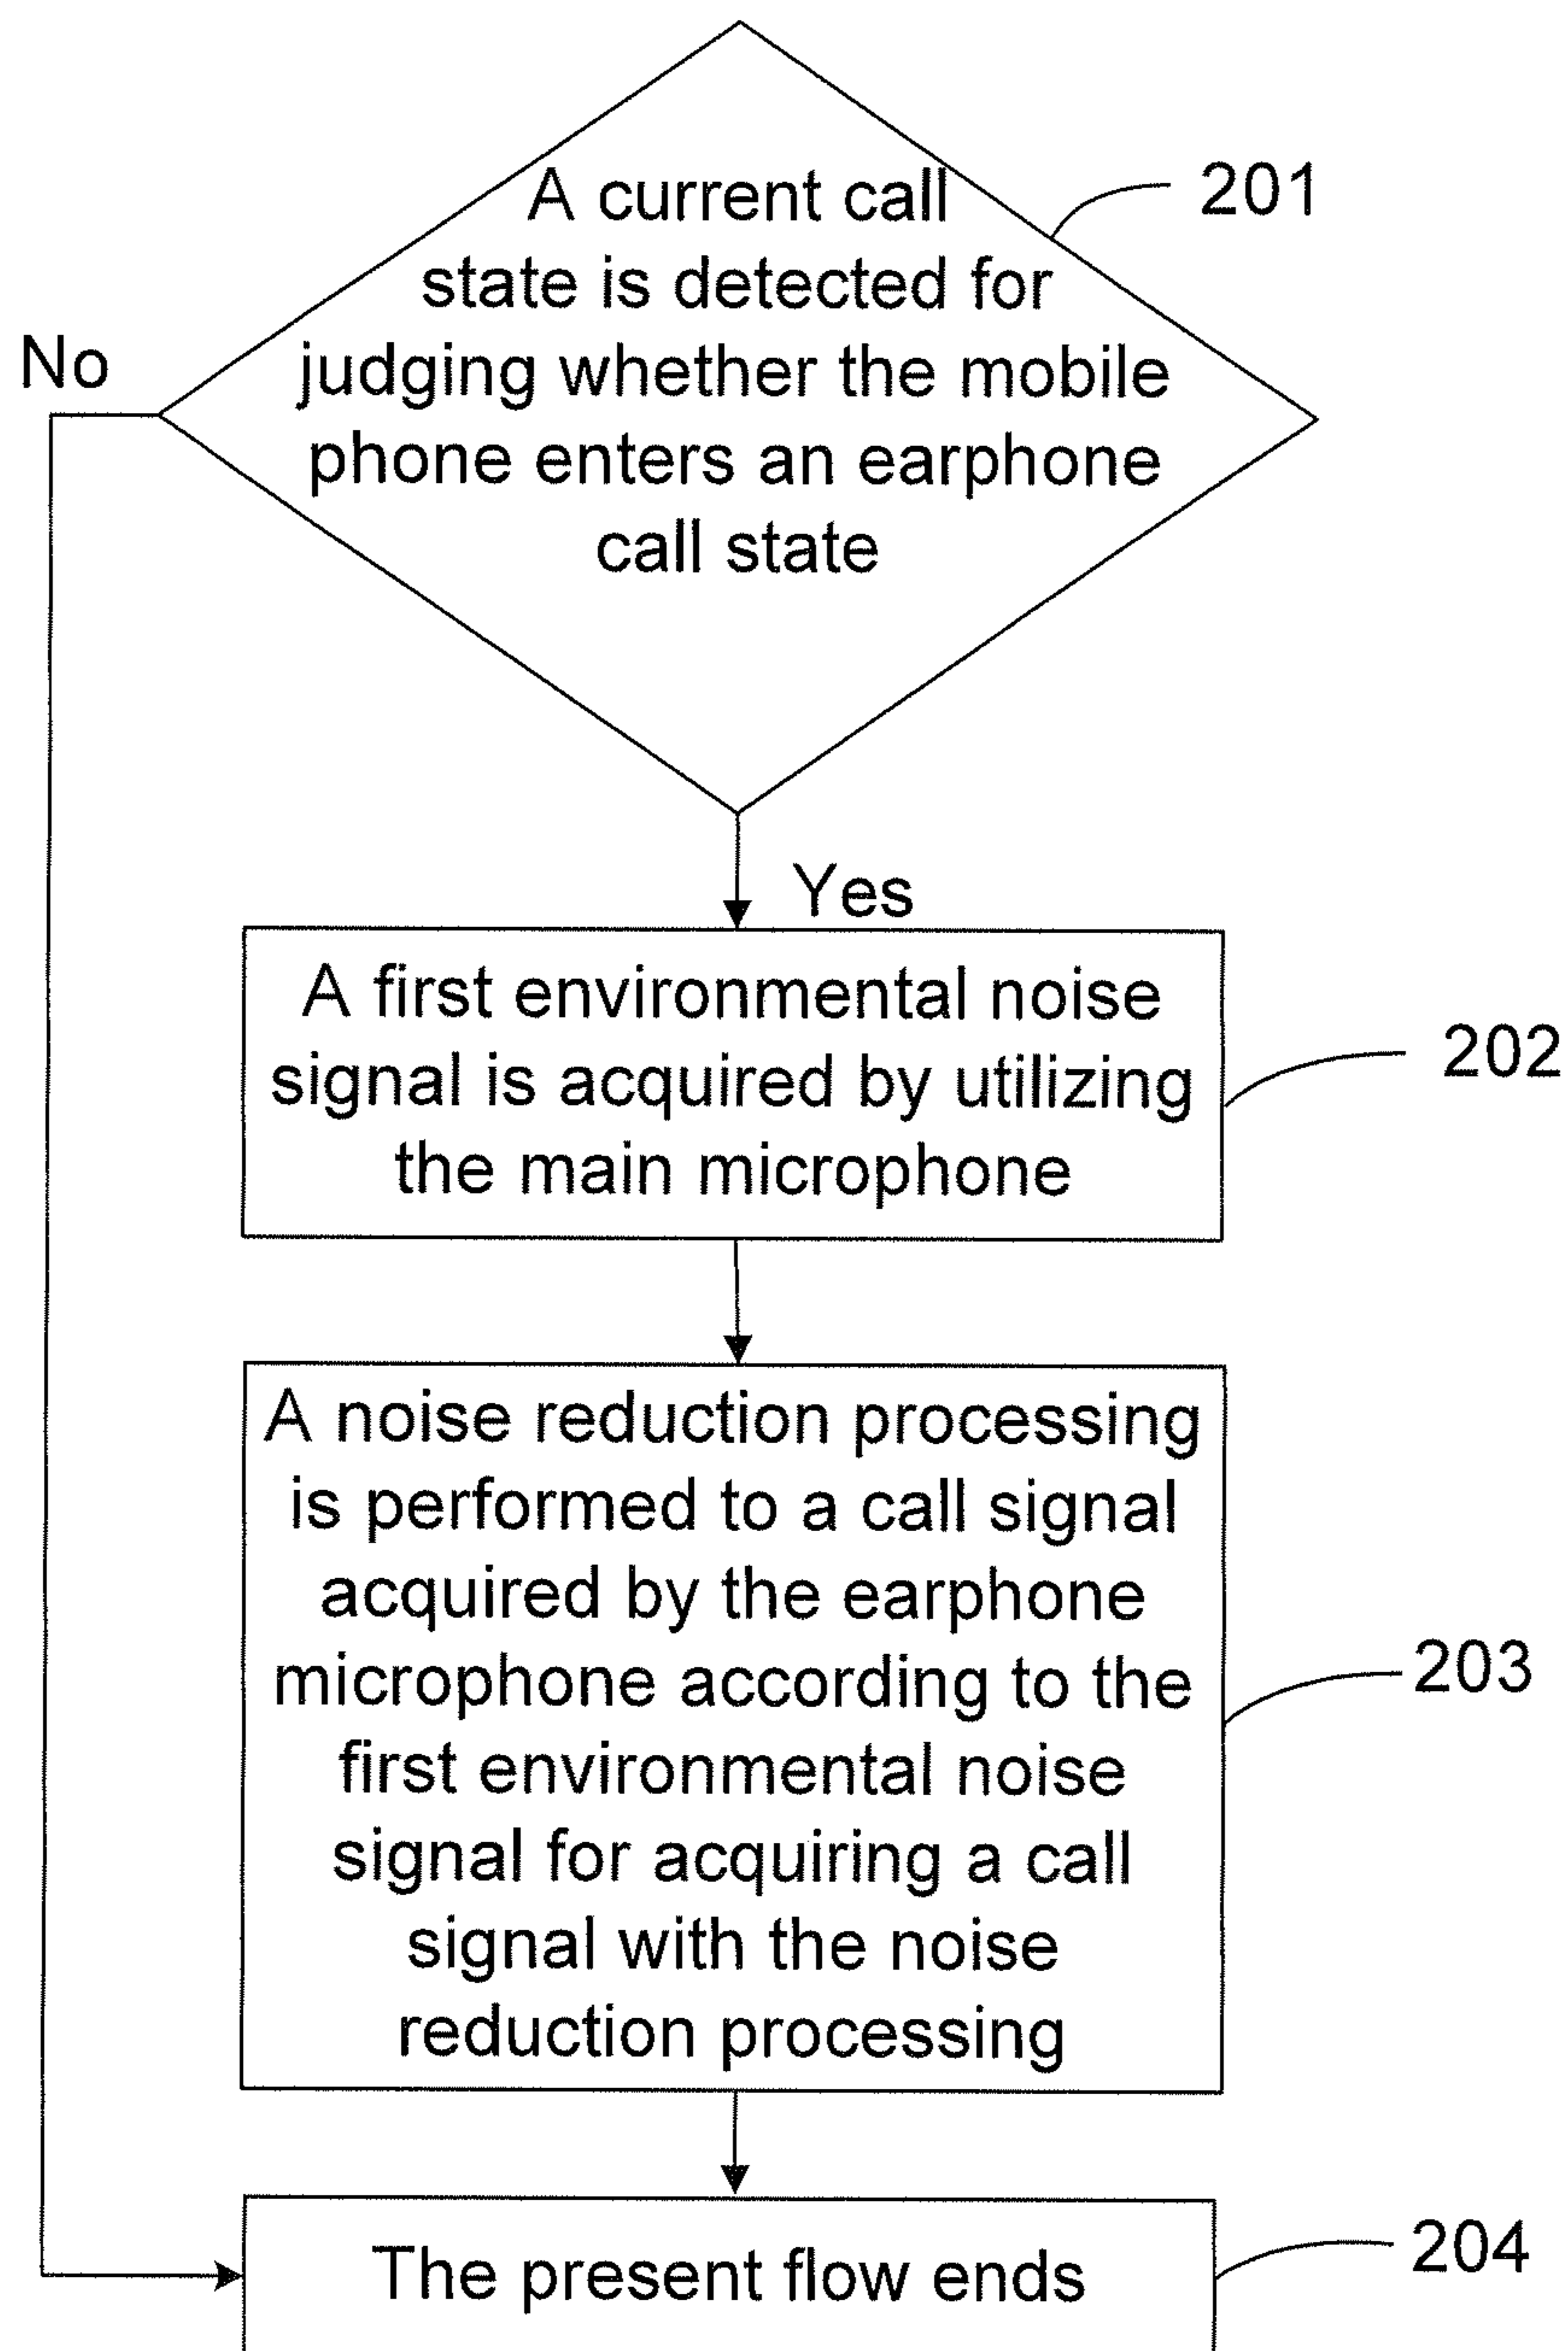 A current call
state is detected for
judging whether the mobile
phone enters an earphone
call state
201
No
Yes
A first environmental noise
signal is acquired by utilizing
the main microphone
202
A noise reduction processing
is performed to a call signal
acquired by the earphone
microphone according to the
first environmental noise
signal for acquiring a call
signal with the noise
reduction processing
203
The present flow ends
204